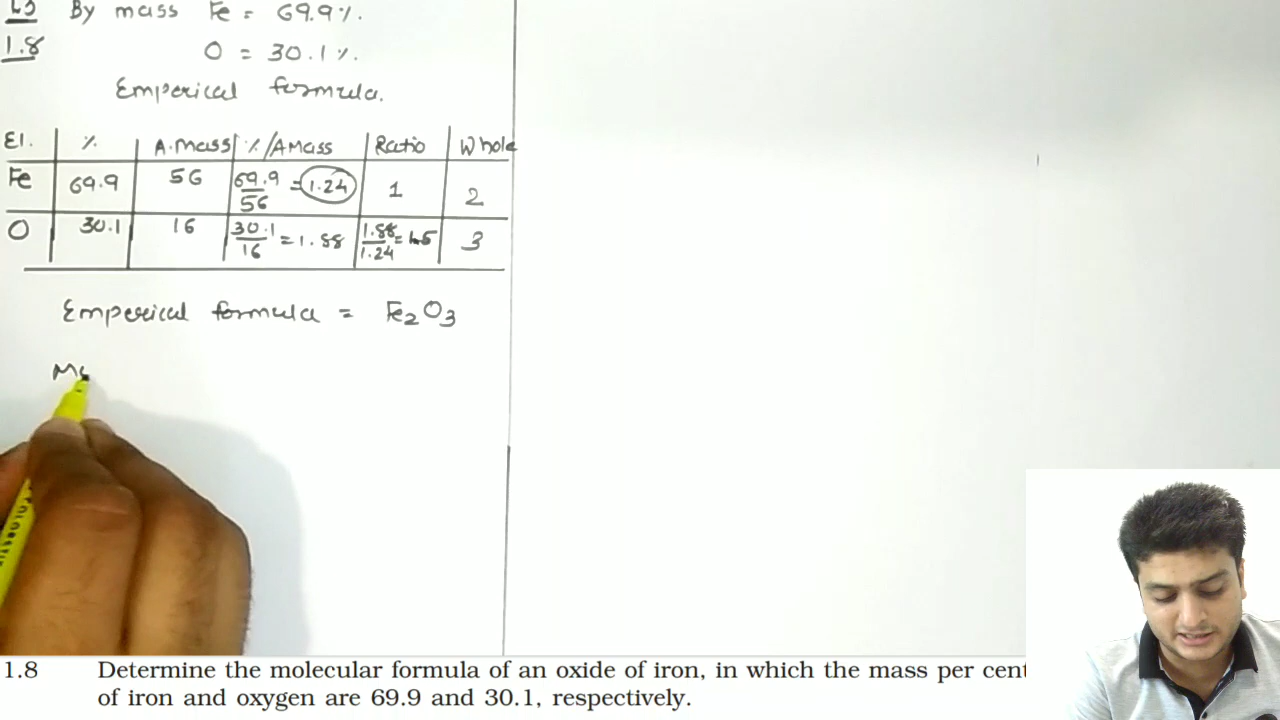 By mass Fe = 69.9%.
1.8 O = 30.1%.
Emperical formula.
El. % A.mass %/AMass Ratio Whole
Fe 69.9 56 69.9/56 = 1.24 1 2
O 30.1 16 30.1/16 = 1.88 1.88/1.24 = 1.5 3
Emperical formula = Fe2O3
Mo
1.8 Determine the molecular formula of an oxide of iron, in which the mass per cent
of iron and oxygen are 69.9 and 30.1, respectively.